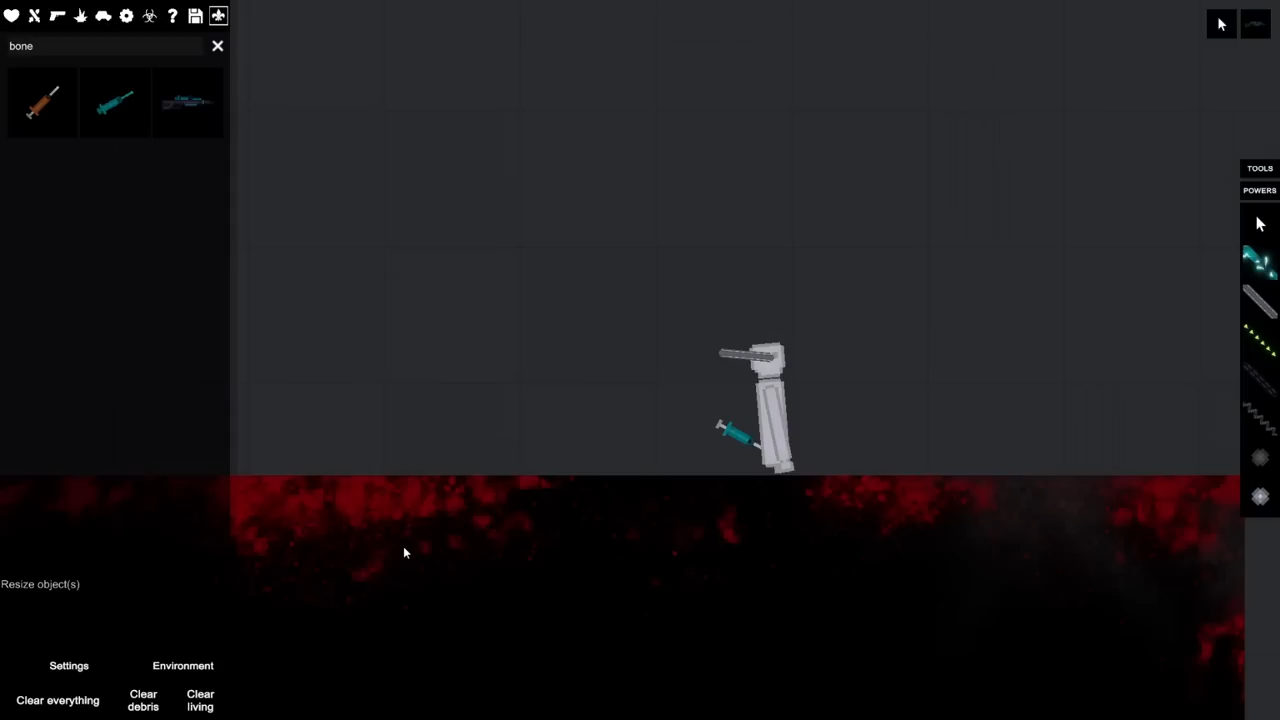 bone
TOOLS
POWERS
Resize object(s)
Settings
Environment
Clear everything
Clear debris
Clear living